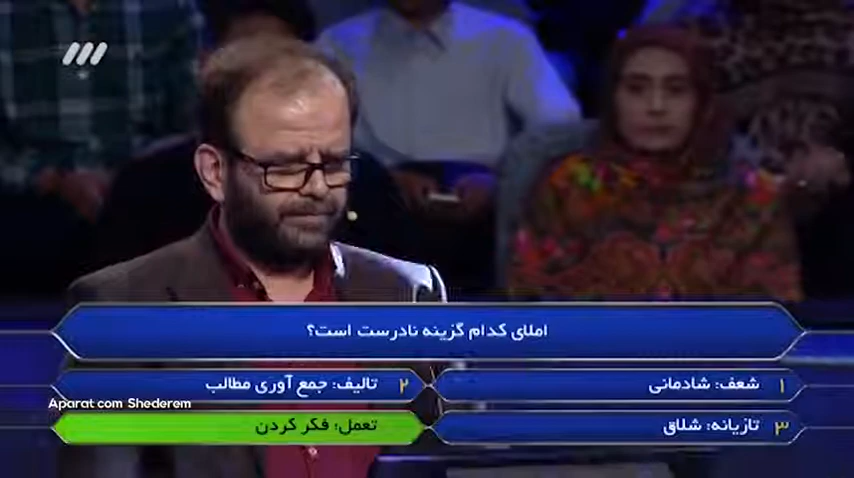 املای کدام گزینه نادرست است؟
۱ شعف: شادمانی
۲ تالیف: جمع آوری مطالب
Aparat com Shederem
۳ تازیانه: شلاق
تعمل: فکر کردن